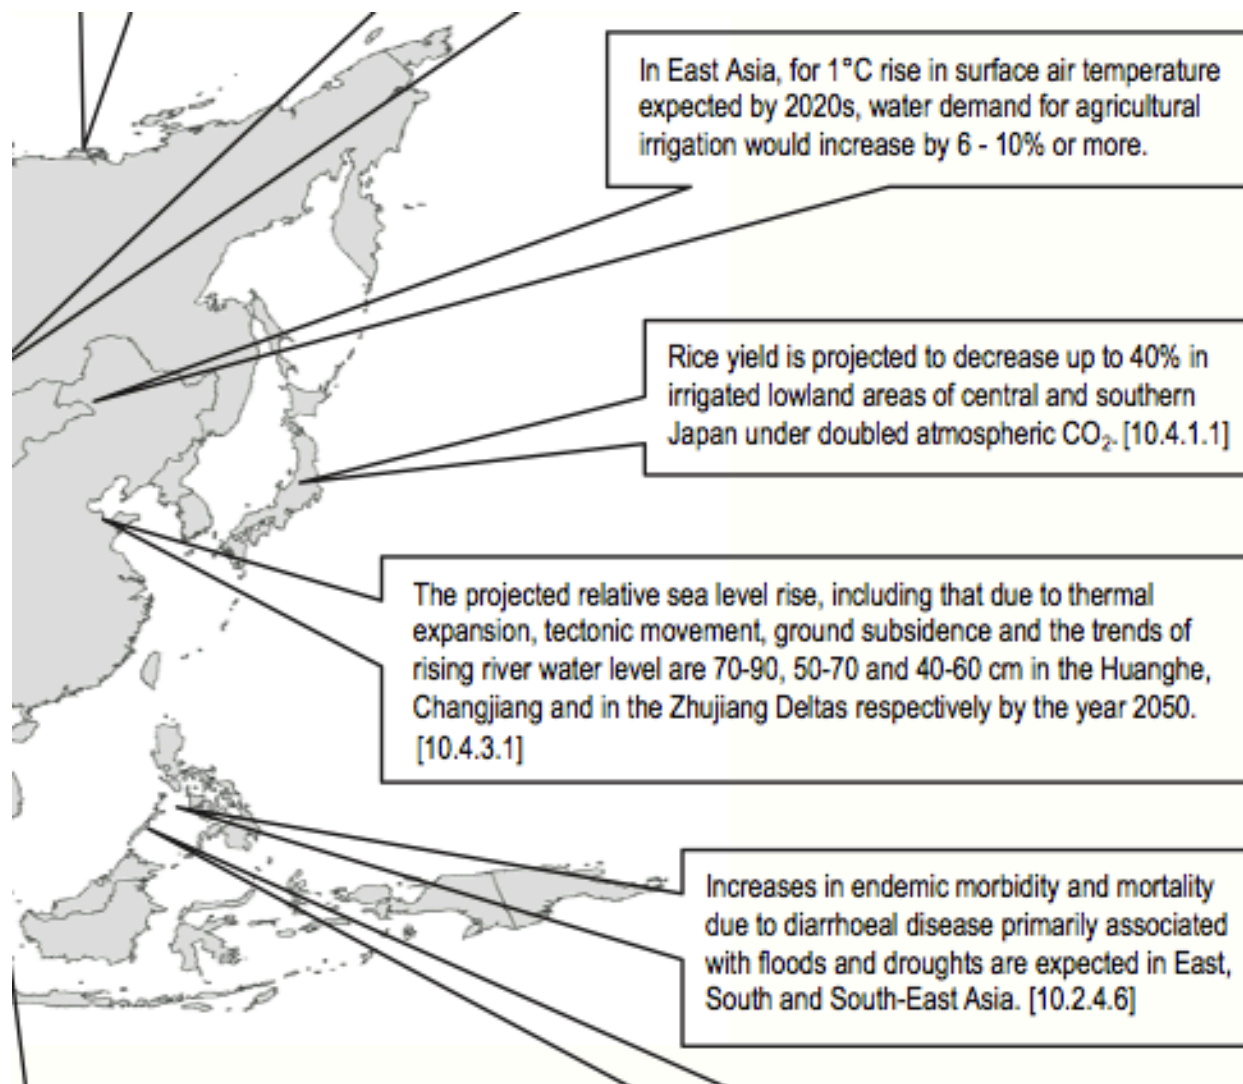 In East Asia, for 1°C rise in surface air temperature
expected by 2020s, water demand for agricultural
irrigation would increase by 6 - 10% or more.
Rice yield is projected to decrease up to 40% in
irrigated lowland areas of central and southern
Japan under doubled atmospheric CO₂. [10.4.1.1]
The projected relative sea level rise, including that due to thermal
expansion, tectonic movement, ground subsidence and the trends of
rising river water level are 70-90, 50-70 and 40-60 cm in the Huanghe,
Changjiang and in the Zhujiang Deltas respectively by the year 2050.
[10.4.3.1]
Increases in endemic morbidity and mortality
due to diarrhoeal disease primarily associated
with floods and droughts are expected in East,
South and South-East Asia. [10.2.4.6]